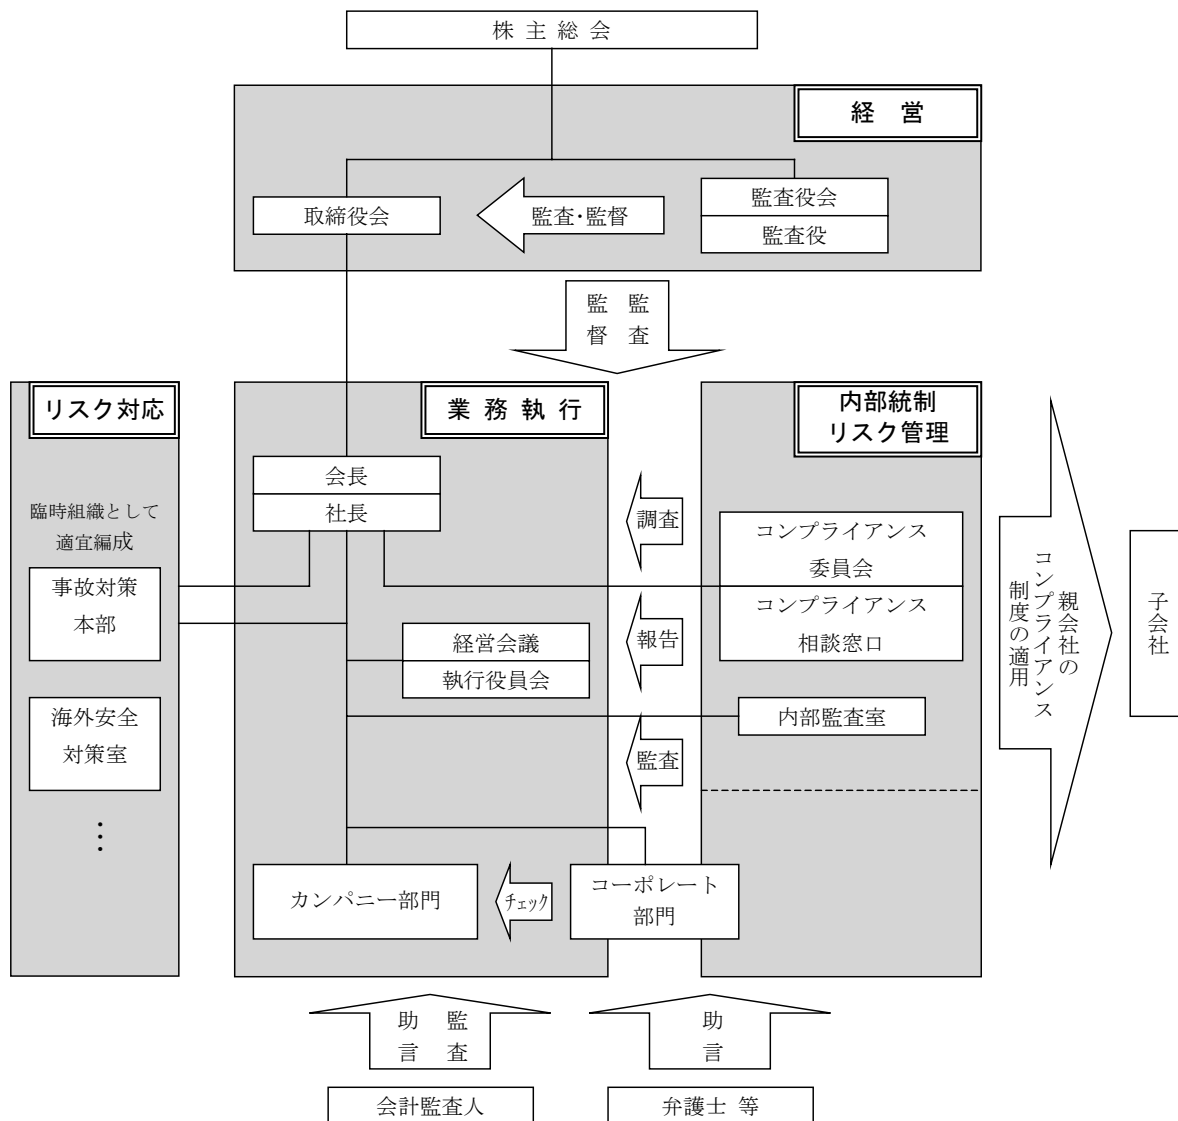 株 主 総 会
経 営
取締役会
監査・監督
監査役会
監査役
監督
監査
リスク対応
臨時組織として
適宜編成
事故対策
本部
海外安全
対策室
⋮
業 務 執 行
会長
社長
経営会議
執行役員会
カンパニー部門
チェック
コーポレート
部門
調査
報告
監査
内部統制
リスク管理
コンプライアンス
委員会
コンプライアンス
相談窓口
内部監査室
親会社の
コンプライアンス
制度の適用
子会社
監査
助言
会計監査人
助言
弁護士 等